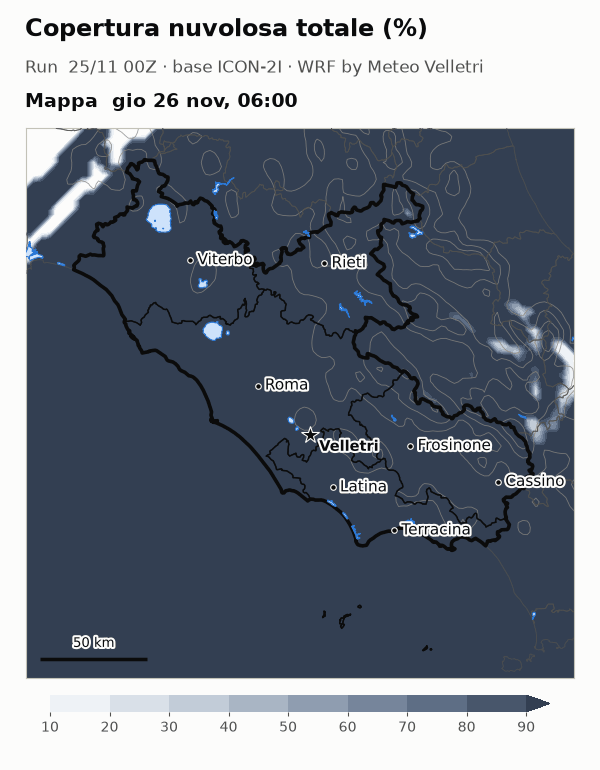 Copertura nuvolosa totale (%)
Run  25/11 00Z · base ICON-2I · WRF by Meteo Velletri
Mappa  gio 26 nov, 06:00
Viterbo
Rieti
Roma
Velletri
Frosinone
Latina
Cassino
Terracina
50 km
10 20 30 40 50 60 70 80 90